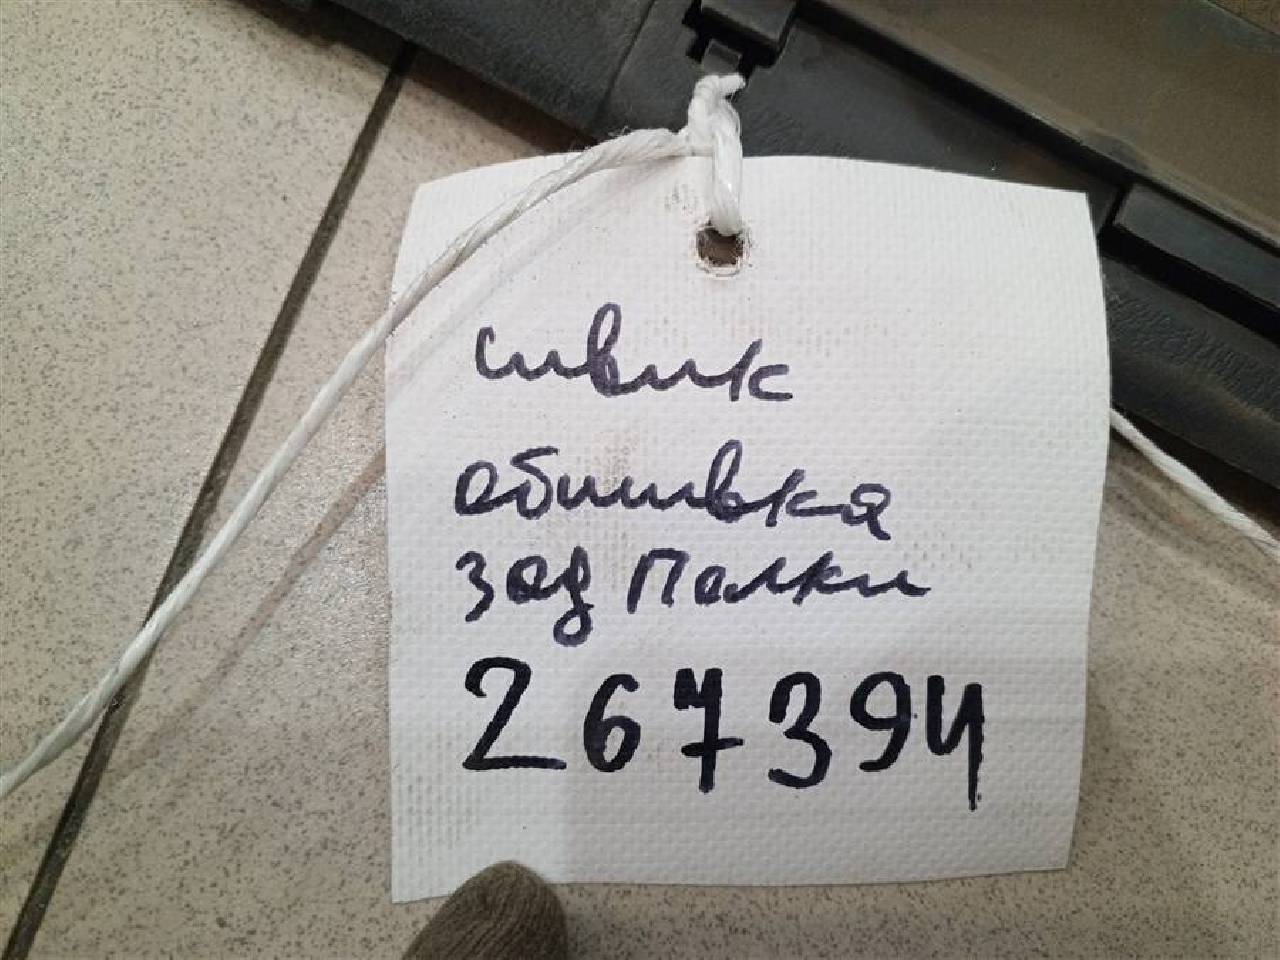 сивик
обшивка
зад полки
267394